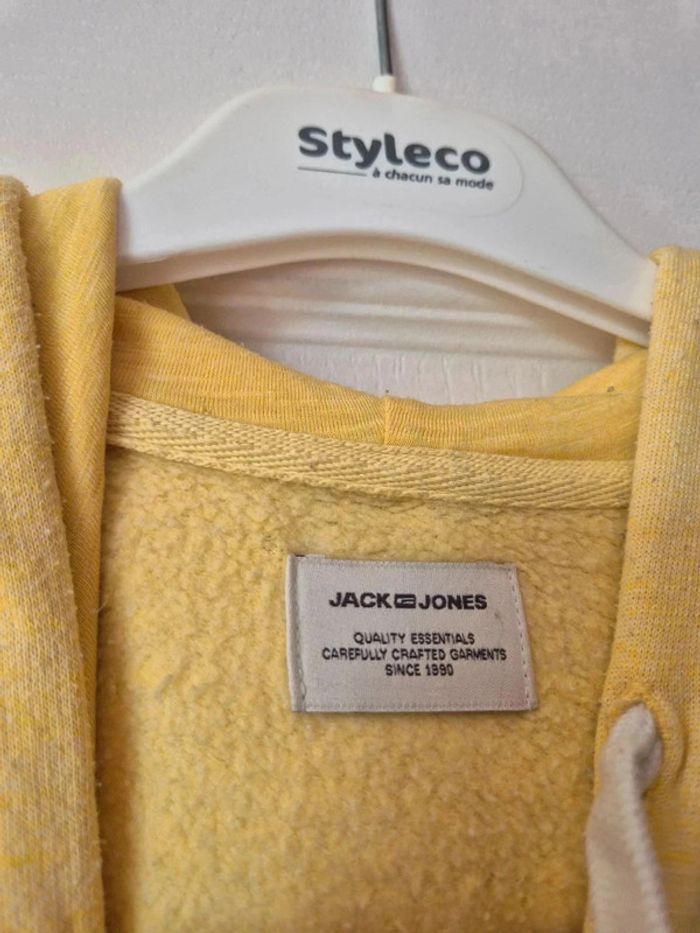 Styleco
à chacun sa mode
JACK JONES
QUALITY ESSENTIALS
CAREFULLY CRAFTED GARMENTS
SINCE 1990